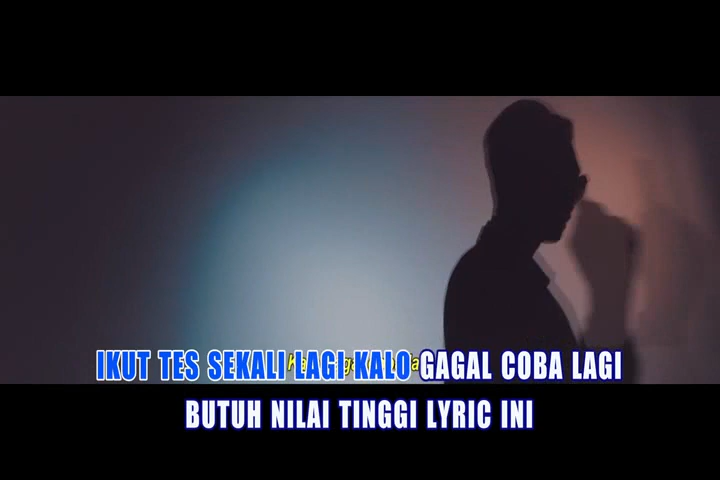 IKUT TES SEKALI LAGI KALO GAGAL COBA LAGI
BUTUH NILAI TINGGI LYRIC INI